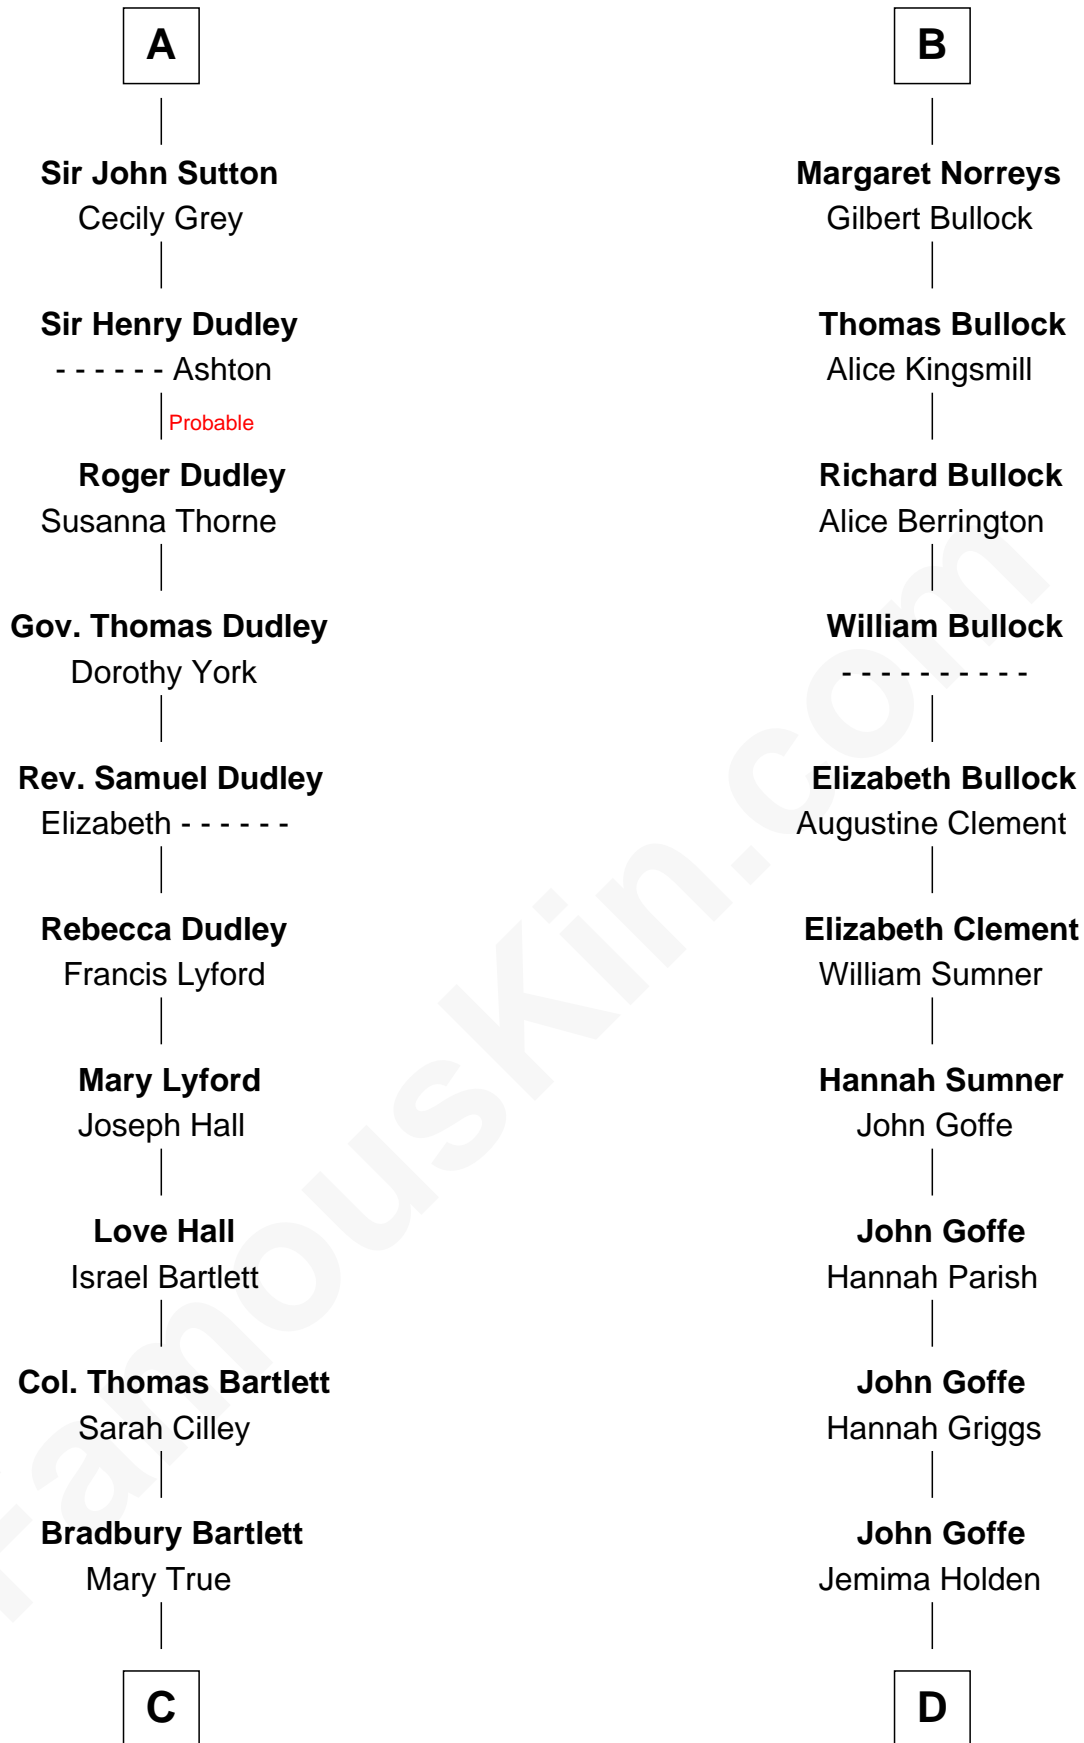 A
Sir John Sutton
Cecily Grey
Sir Henry Dudley
- - - - - - Ashton
Probable
Roger Dudley
Susanna Thorne
Gov. Thomas Dudley
Dorothy York
Rev. Samuel Dudley
Elizabeth - - - - - -
Rebecca Dudley
Francis Lyford
Mary Lyford
Joseph Hall
Love Hall
Israel Bartlett
Col. Thomas Bartlett
Sarah Cilley
Bradbury Bartlett
Mary True
C
B
Margaret Norreys
Gilbert Bullock
Thomas Bullock
Alice Kingsmill
Richard Bullock
Alice Berrington
William Bullock
- - - - - - - - - -
Elizabeth Bullock
Augustine Clement
Elizabeth Clement
William Sumner
Hannah Sumner
John Goffe
John Goffe
Hannah Parish
John Goffe
Hannah Griggs
John Goffe
Jemima Holden
D
FamousKin.com